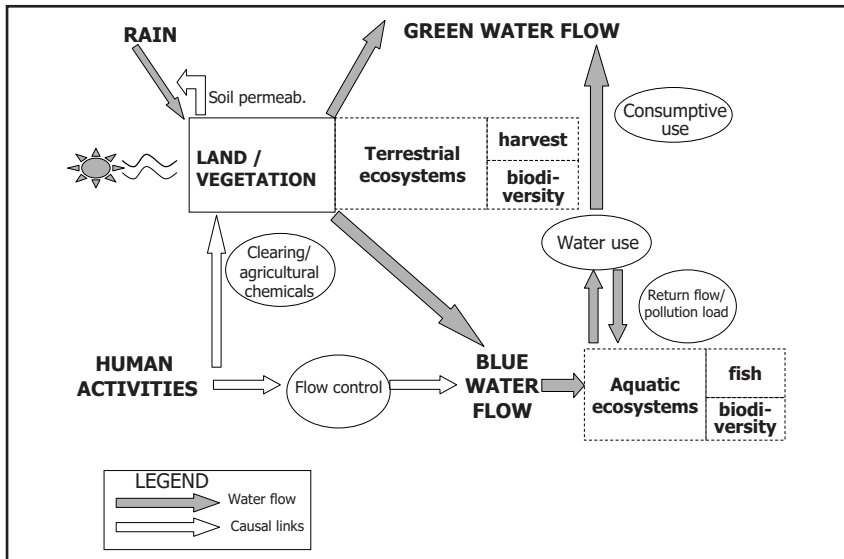 RAIN
GREEN WATER FLOW
Soil permeab.
Consumptive
use
LAND /
VEGETATION
Terrestrial
ecosystems
harvest
biodi-
versity
Water use
Clearing/
agricultural
chemicals
Return flow/
pollution load
HUMAN
ACTIVITIES
Flow control
BLUE
WATER
FLOW
Aquatic
ecosystems
fish
biodi-
versity
LEGEND
Water flow
Causal links